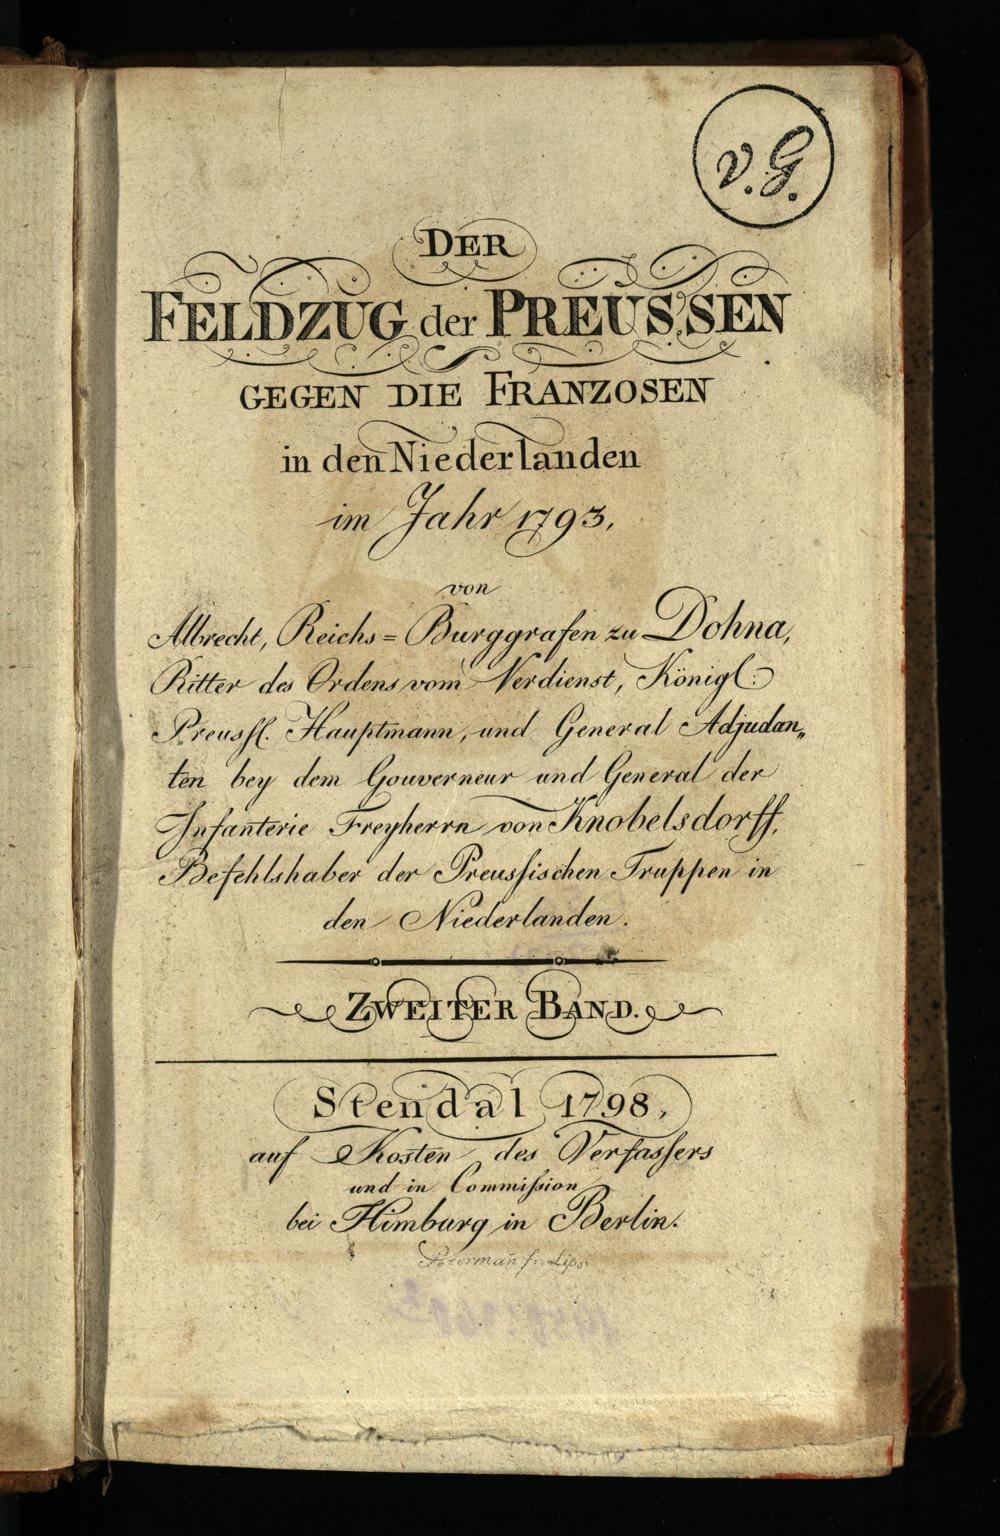 v. G.
DER
FELDZUG der PREUSSEN
GEGEN DIE FRANZOSEN
in den Niederlanden
im Jahr 1793,
von
Albrecht, Reichs=Burggrafen zu Dohna,
Ritter des Ordens vom Verdienst, Königl:
Preussl. Hauptmann, und General Adjudan„
ten bey dem Gouverneur und General der
Infanterie Freyherrn von Knobelsdorff,
Befehlshaber der Preussischen Truppen in
den Niederlanden.
ZWEITER BAND.
Stendal 1798,
auf Kosten des Verfassers
und in Commission
bei Himburg in Berlin.